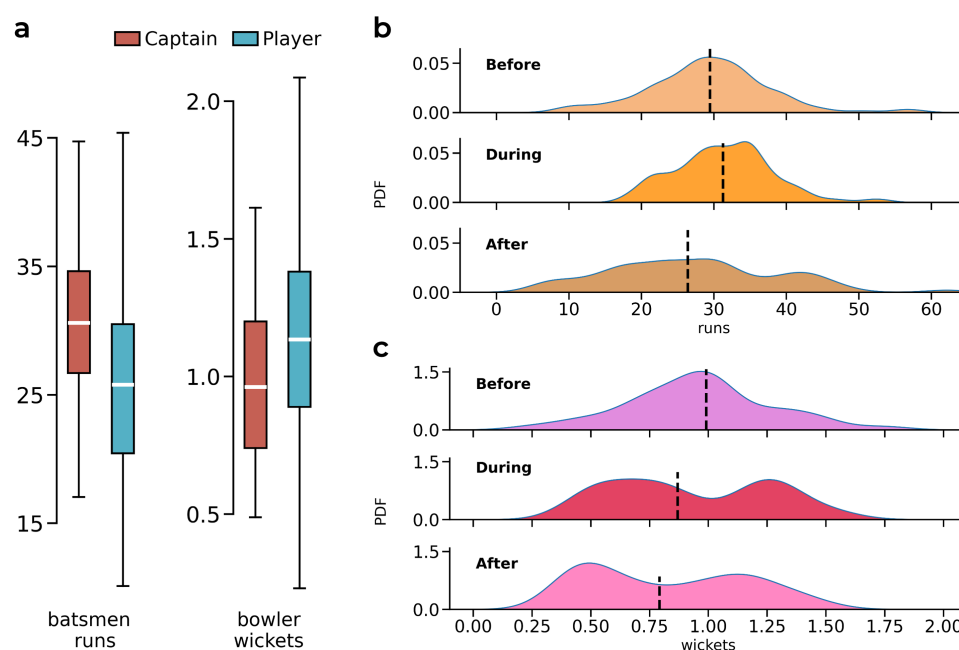 a
Captain Player
45
35
25
15
2.0
1.5
1.0
0.5
batsmen
runs
bowler
wickets
b
PDF
Before
0.05
0.00
During
0.05
0.00
After
0.05
0.00
0 10 20 30 40 50 60
runs
c
PDF
Before
1.5
0.0
During
1.5
0.0
After
1.5
0.0
0.00 0.25 0.50 0.75 1.00 1.25 1.50 1.75 2.00
wickets